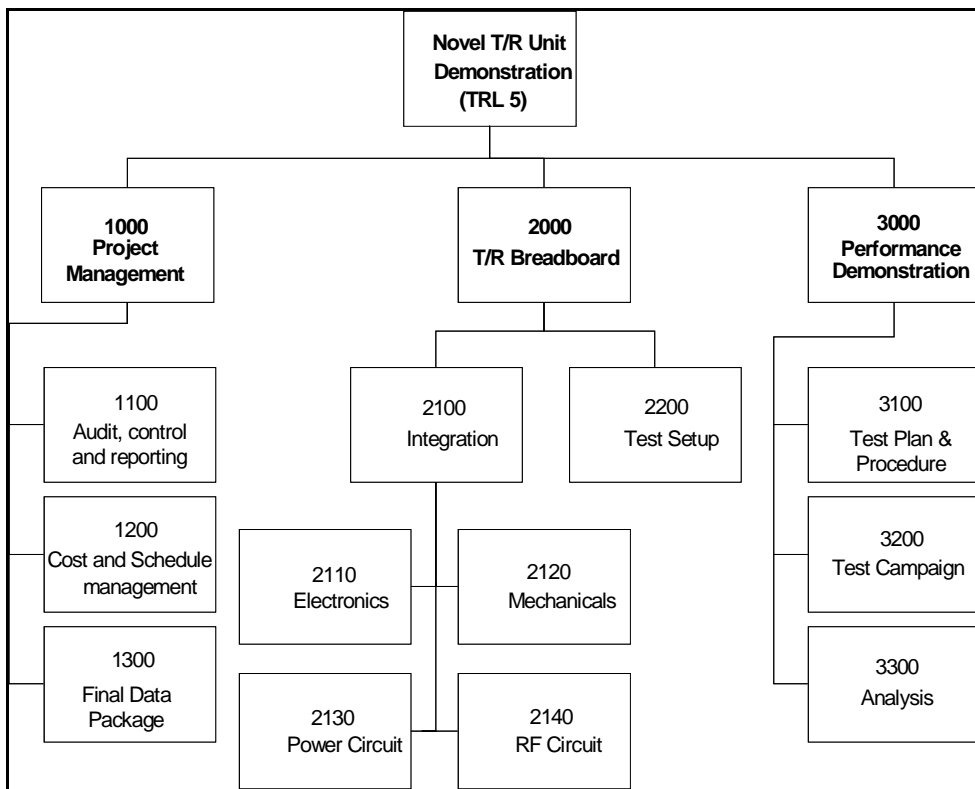 Novel T/R Unit
Demonstration
(TRL 5)
1000
Project
Management
2000
T/R Breadboard
3000
Performance
Demonstration
1100
Audit, control
and reporting
1200
Cost and Schedule
management
1300
Final Data
Package
2100
Integration
2200
Test Setup
2110
Electronics
2120
Mechanicals
2130
Power Circuit
2140
RF Circuit
3100
Test Plan &
Procedure
3200
Test Campaign
3300
Analysis